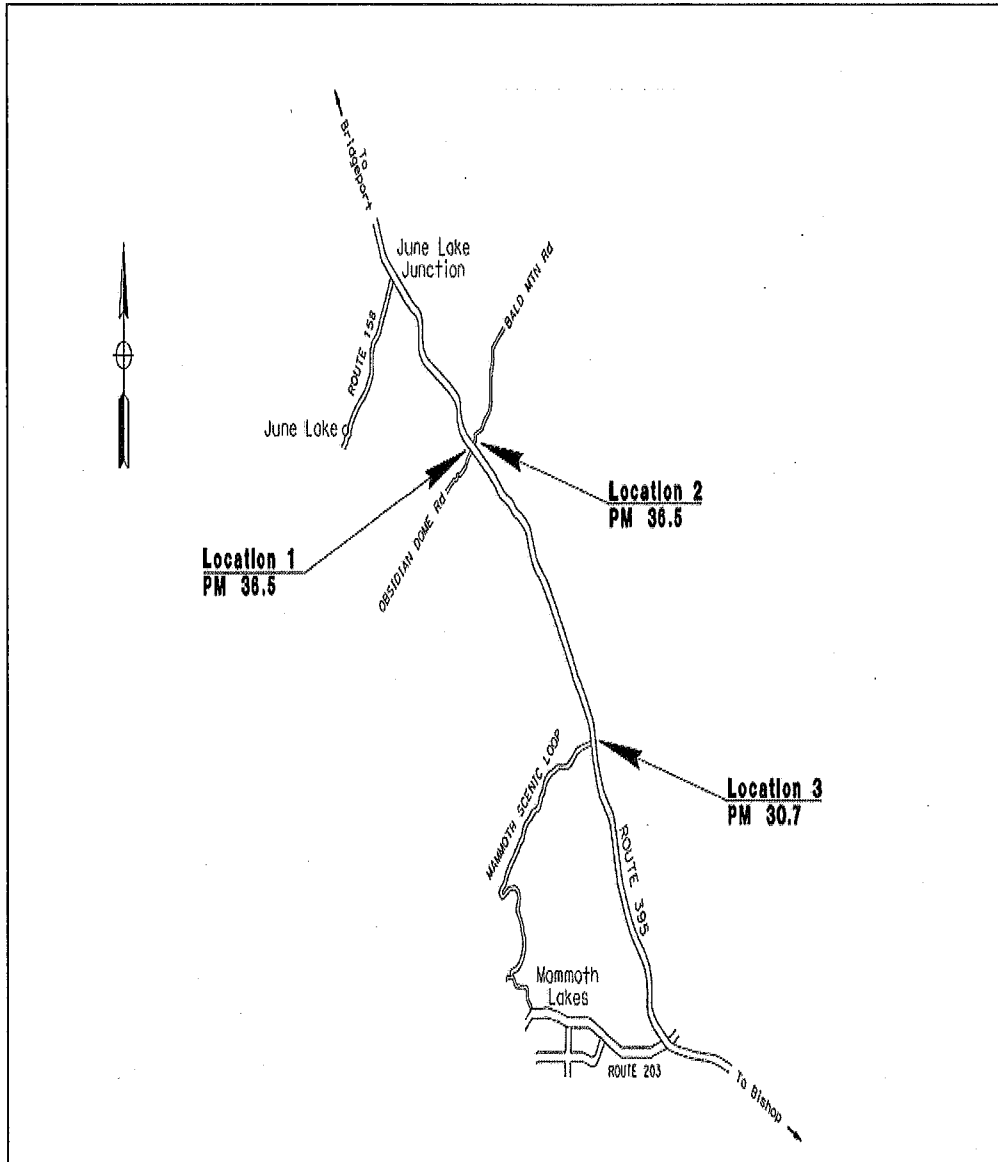 To
Bridgeport
June Lake
Junction
BALD MTN Rd
ROUTE 158
June Lake
Location 2
PM 36.5
OBSIDIAN DOME Rd
Location 1
PM 36.5
MAMMOTH SCENIC LOOP
Location 3
PM 30.7
ROUTE 395
Mammoth
Lakes
ROUTE 203
To Bishop